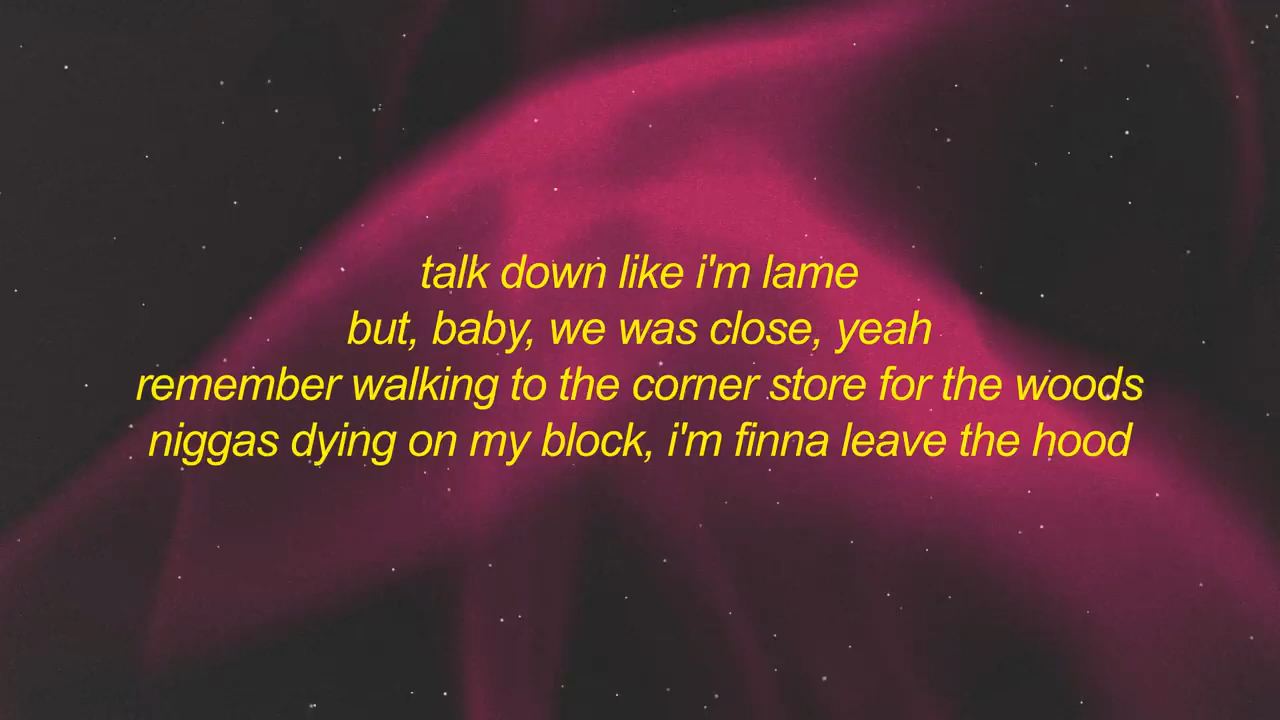 talk down like i'm lame
but, baby, we was close, yeah
remember walking to the corner store for the woods
niggas dying on my block, i'm finna leave the hood